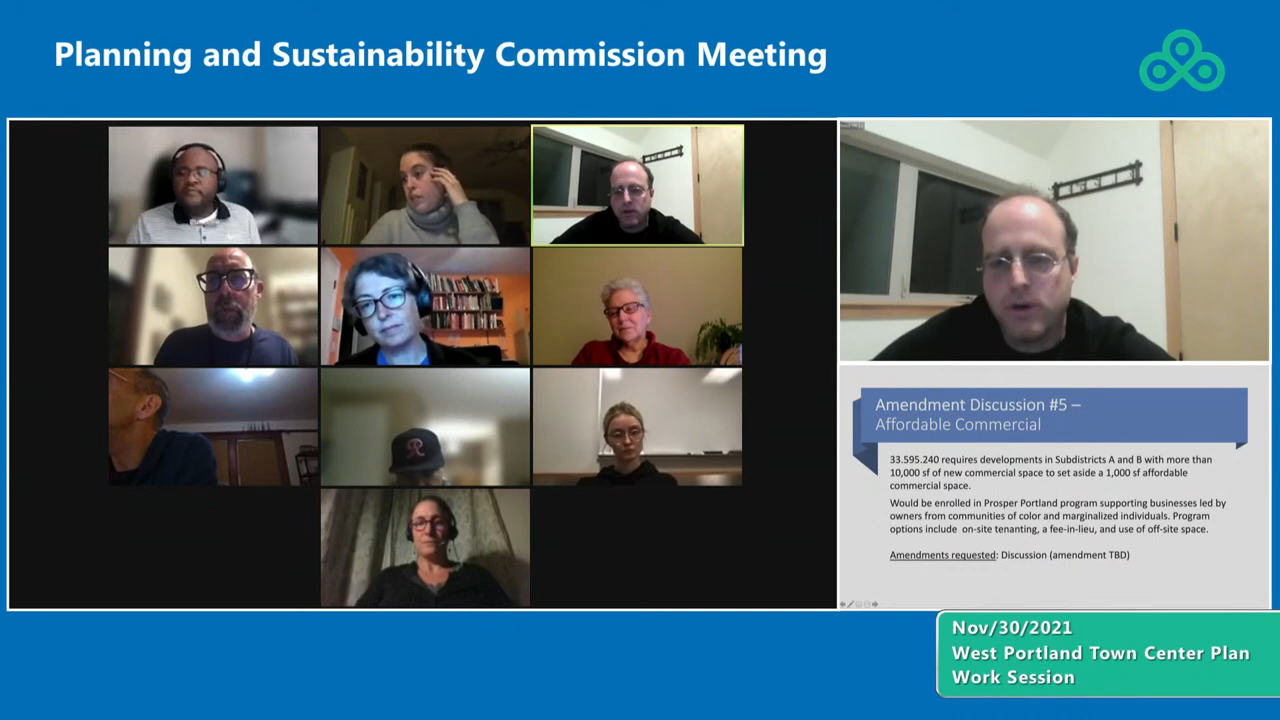 Planning and Sustainability Commission Meeting
Amendment Discussion #5 –
Affordable Commercial
33.595.240 requires developments in Subdistricts A and B with more than
10,000 sf of new commercial space to set aside a 1,000 sf affordable
commercial space.
Would be enrolled in Prosper Portland program supporting businesses led by
owners from communities of color and marginalized individuals. Program
options include on-site tenanting, a fee-in-lieu, and use of off-site space.
Amendments requested: Discussion (amendment TBD)
Nov/30/2021
West Portland Town Center Plan
Work Session